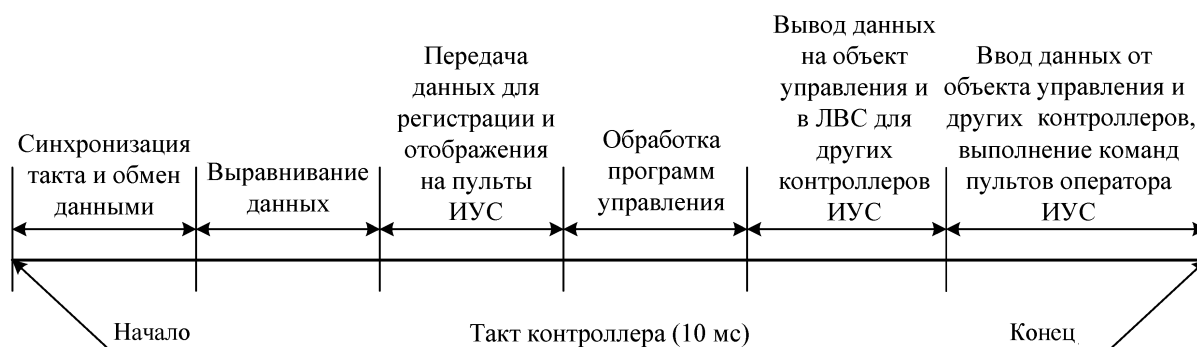 Синхронизация
такта и обмен
данными
Выравнивание
данных
Передача
данных для
регистрации и
отображения
на пульты
ИУС
Обработка
программ
управления
Вывод данных
на объект
управления и
в ЛВС для
других
контроллеров
ИУС
Ввод данных от
объекта управления и
других контроллеров,
выполнение команд
пультов оператора
ИУС
Начало
Такт контроллера (10 мс)
Конец